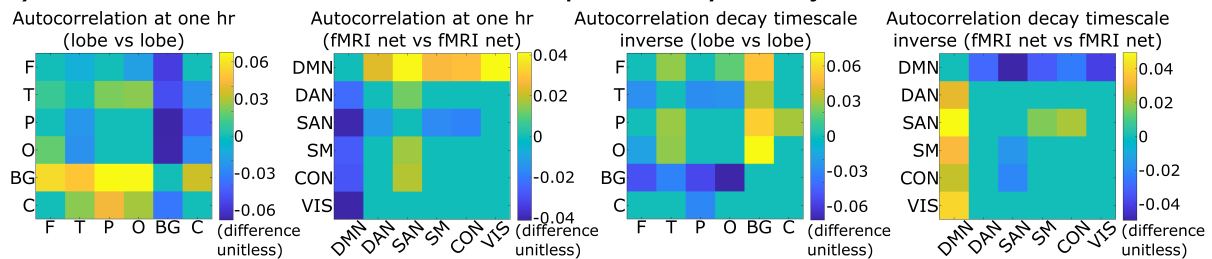 Autocorrelation at one hr
(lobe vs lobe)
F
T
P
O
BG
C
F T P O BG C
0.06
0.03
0
-0.03
-0.06
(difference
unitless)
Autocorrelation at one hr
(fMRI net vs fMRI net)
DMN
DAN
SAN
SM
CON
VIS
DMN DAN SAN SM CON VIS
0.04
0.02
0
-0.02
-0.04
(difference
unitless)
Autocorrelation decay timescale
inverse (lobe vs lobe)
F
T
P
O
BG
C
F T P O BG C
0.06
0.03
0
-0.03
-0.06
(difference
unitless)
Autocorrelation decay timescale
inverse (fMRI net vs fMRI net)
DMN
DAN
SAN
SM
CON
VIS
DMN DAN SAN SM CON VIS
0.04
0.02
0
-0.02
-0.04
(difference
unitless)